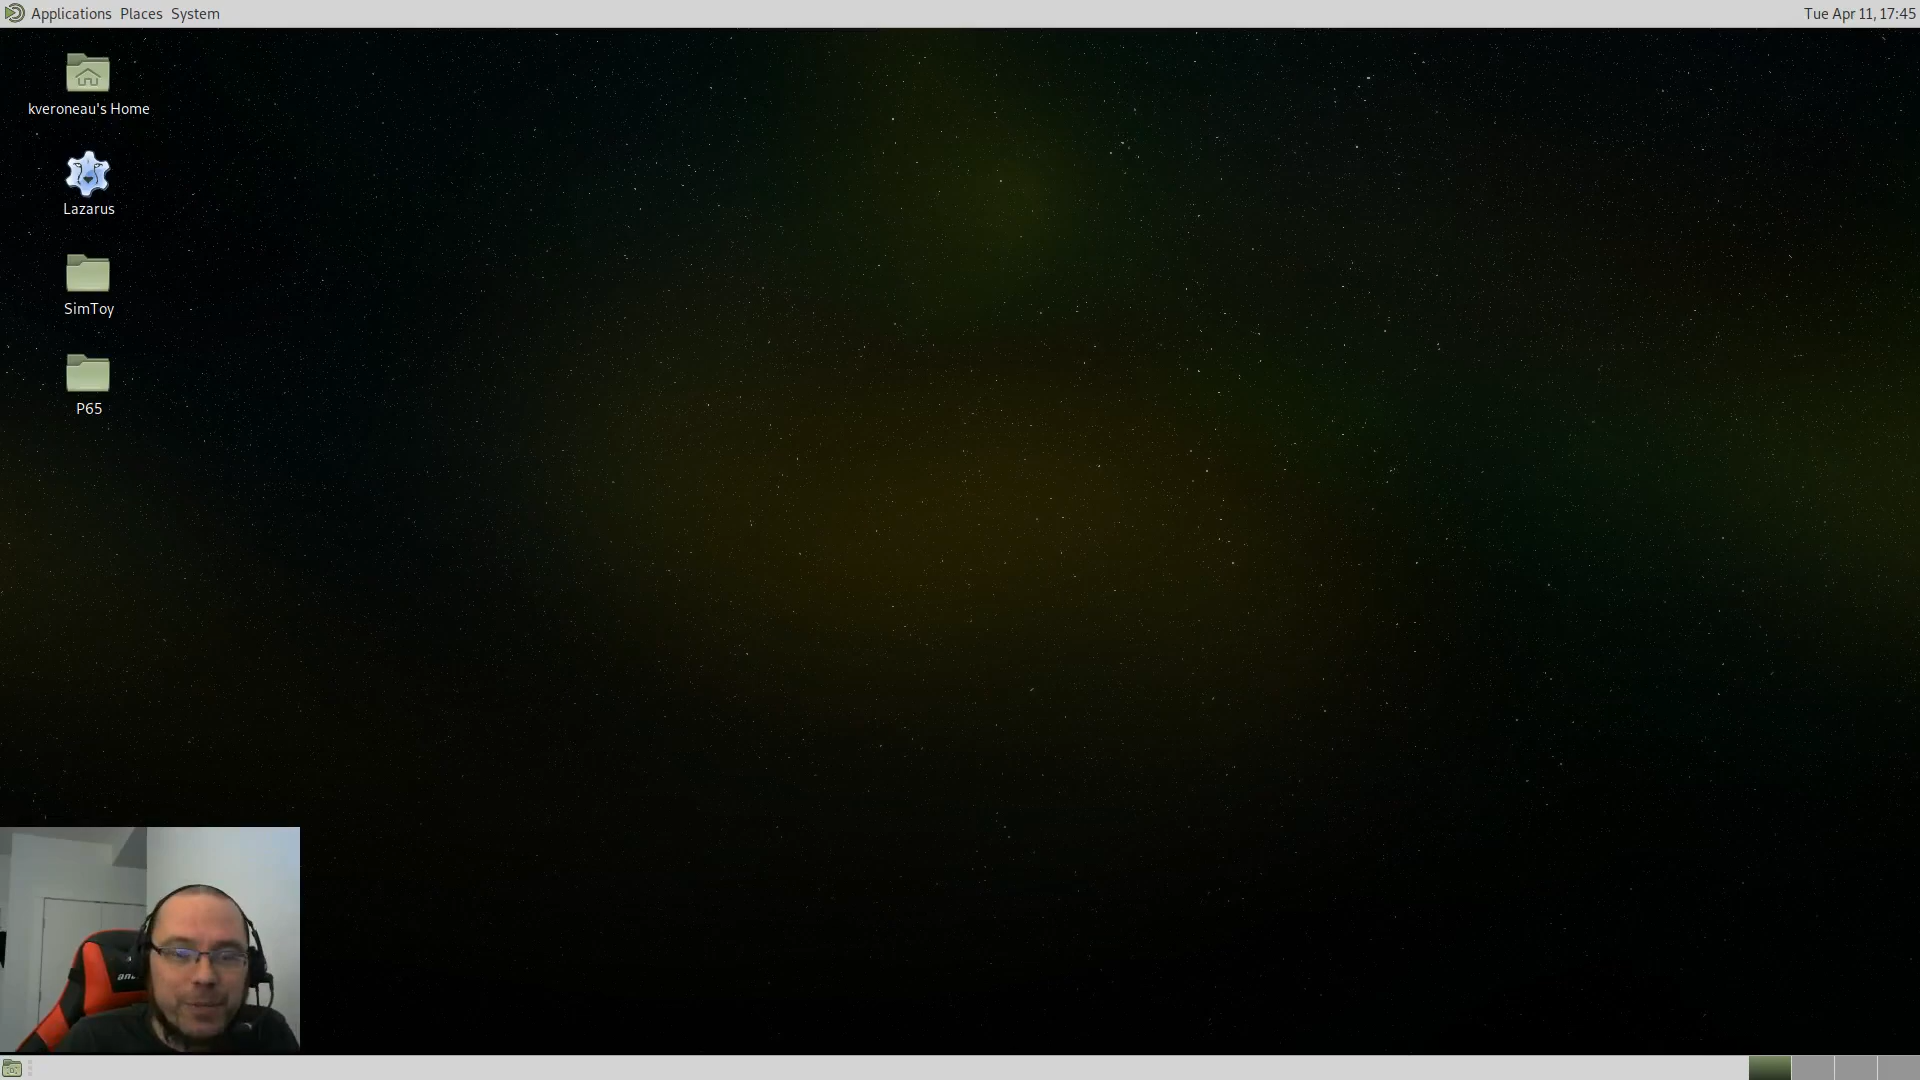 Applications Places System
Tue Apr 11, 17:45
kveroneau's Home
Lazarus
SimToy
P65